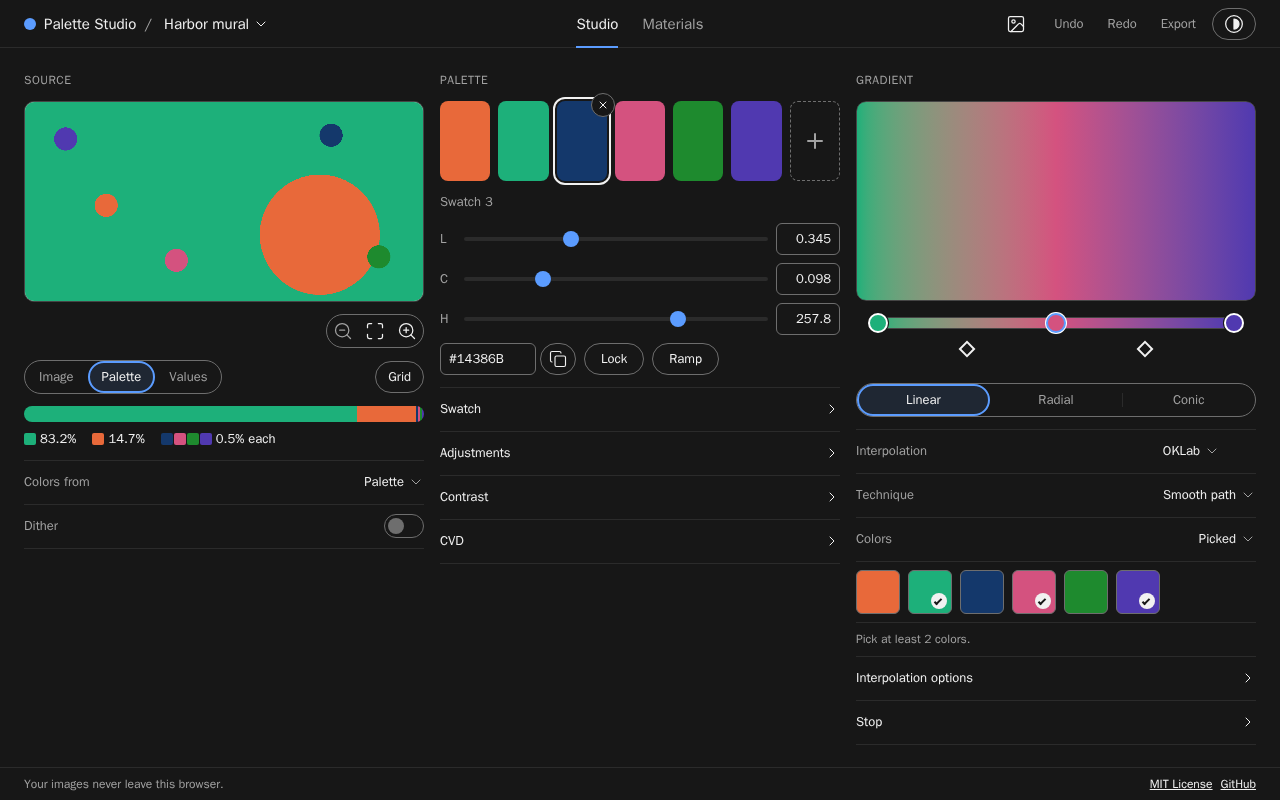 Palette Studio / Harbor mural
Studio
Materials
Undo
Redo
Export
SOURCE
Image
Palette
Values
Grid
83.2%
14.7%
0.5% each
Colors from
Palette
Dither
PALETTE
Swatch 3
L
0.345
C
0.098
H
257.8
#14386B
Lock
Ramp
Swatch
Adjustments
Contrast
CVD
GRADIENT
Linear
Radial
Conic
Interpolation
OKLab
Technique
Smooth path
Colors
Picked
Pick at least 2 colors.
Interpolation options
Stop
Your images never leave this browser.
MIT License
GitHub